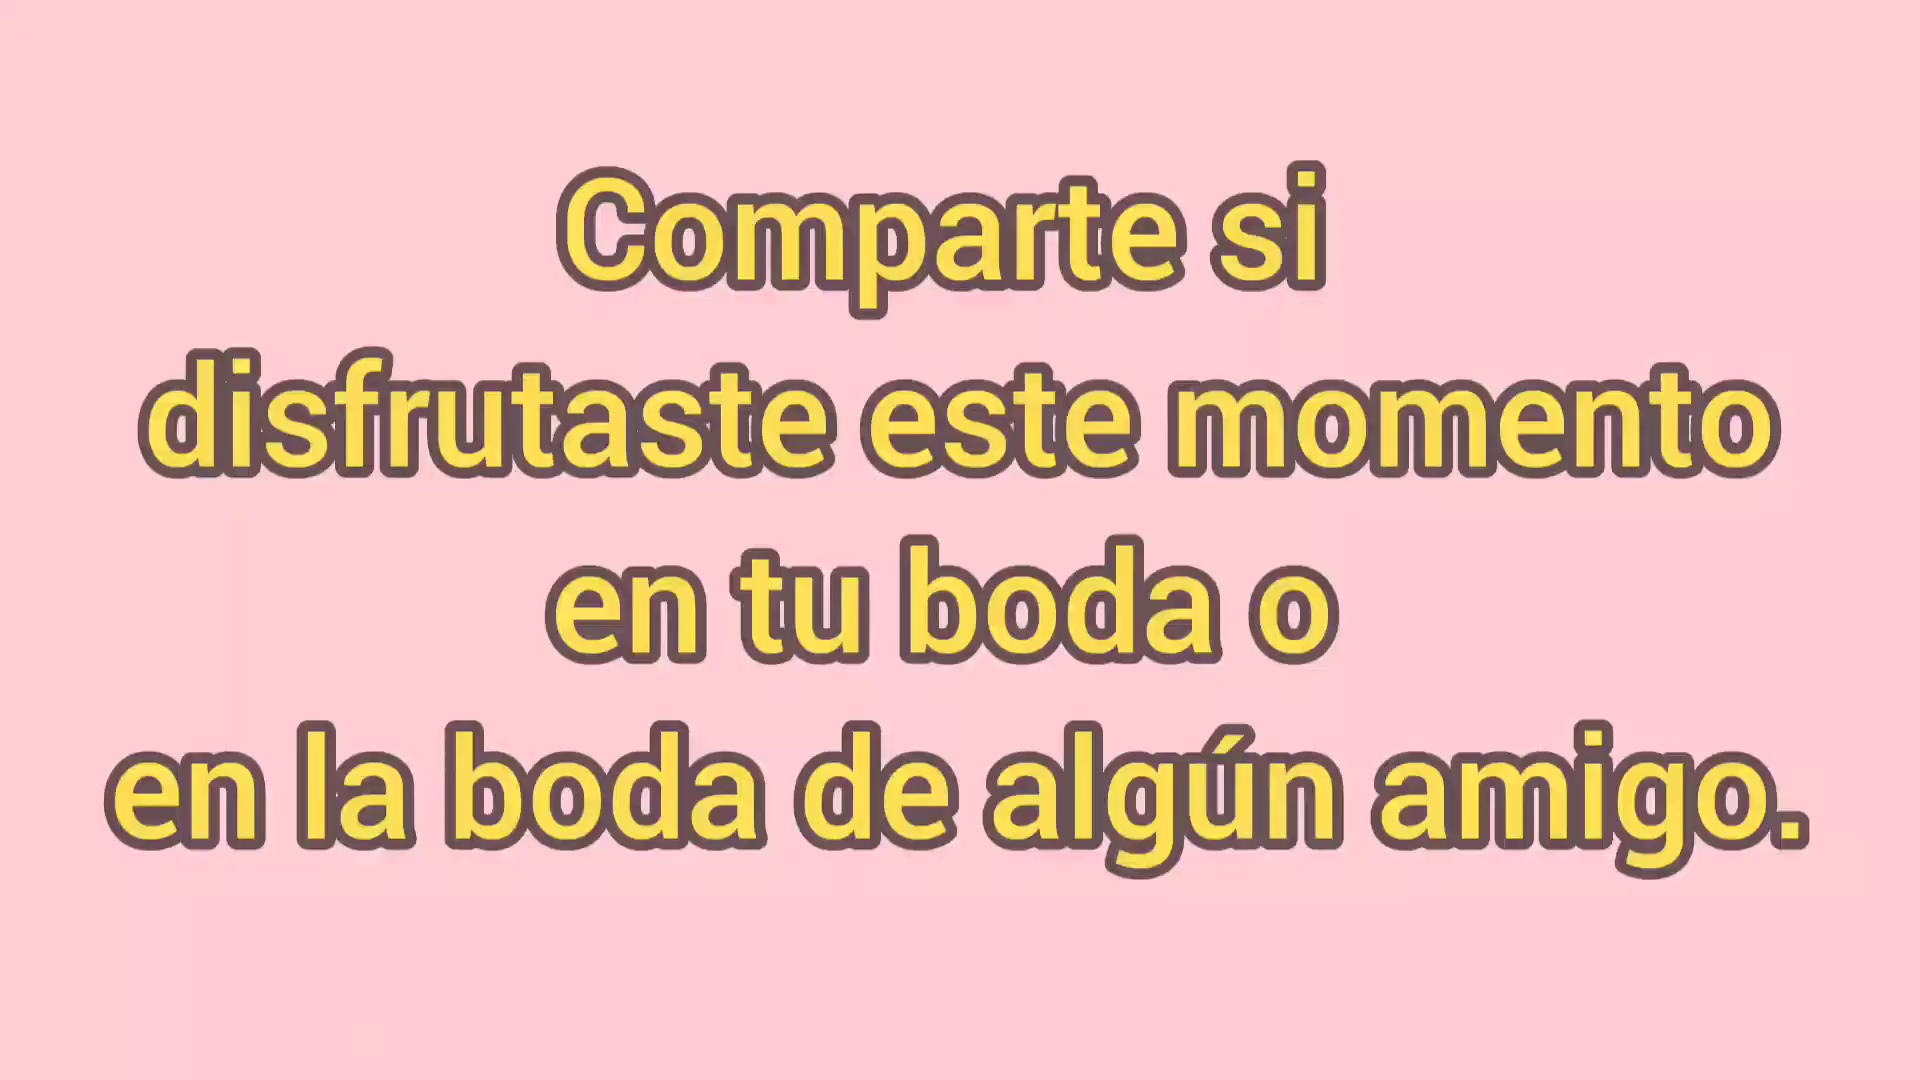 Comparte si
disfrutaste este momento
en tu boda o
en la boda de algún amigo.